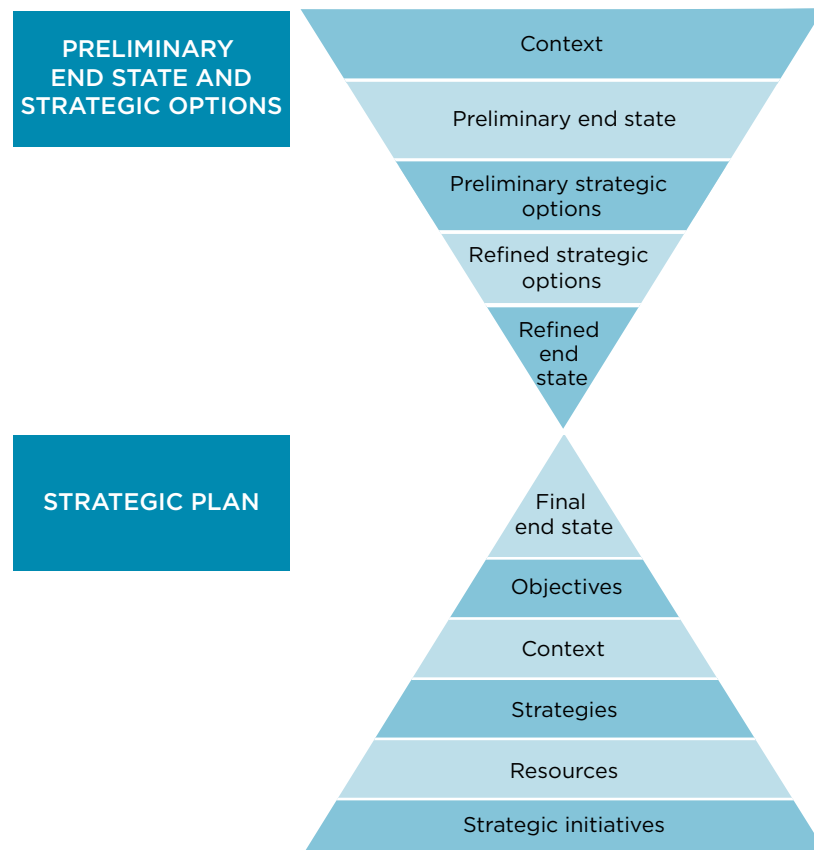 PRELIMINARY
END STATE AND
STRATEGIC OPTIONS
Context
Preliminary end state
Preliminary strategic
options
Refined strategic
options
Refined
end
state
STRATEGIC PLAN
Final
end state
Objectives
Context
Strategies
Resources
Strategic initiatives